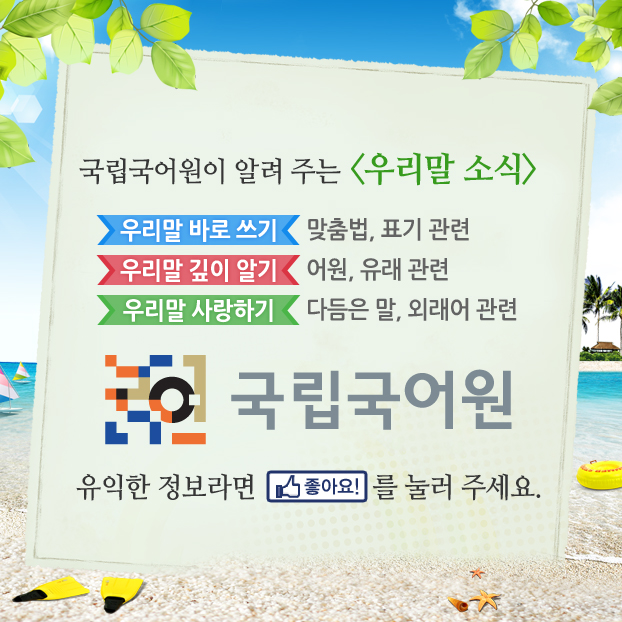 국립국어원이 알려 주는 〈우리말 소식〉
우리말 바로 쓰기 맞춤법, 표기 관련
우리말 깊이 알기 어원, 유래 관련
우리말 사랑하기 다듬은 말, 외래어 관련
국립국어원
유익한 정보라면 좋아요! 를 눌러 주세요.